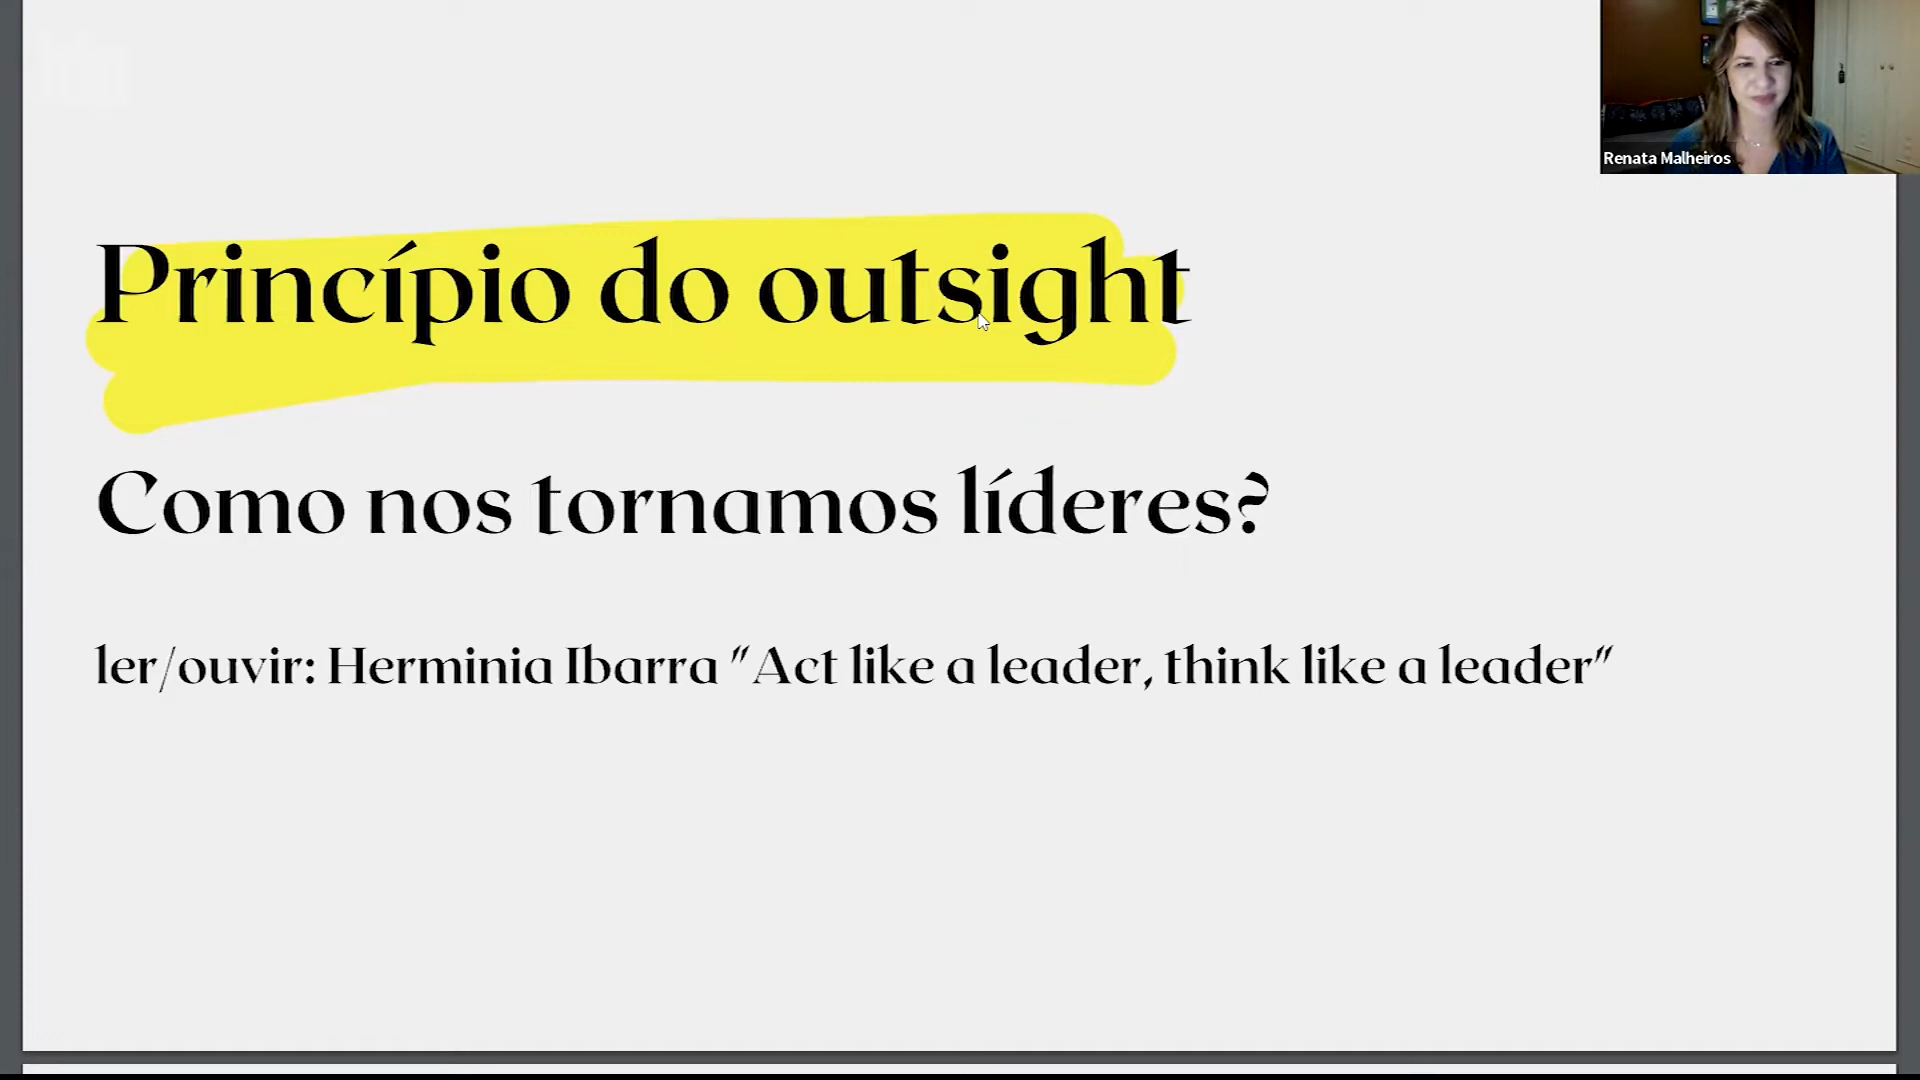 Renata Malheiros
Princípio do outsight
Como nos tornamos líderes?
ler/ouvir: Herminia Ibarra "Act like a leader, think like a leader"